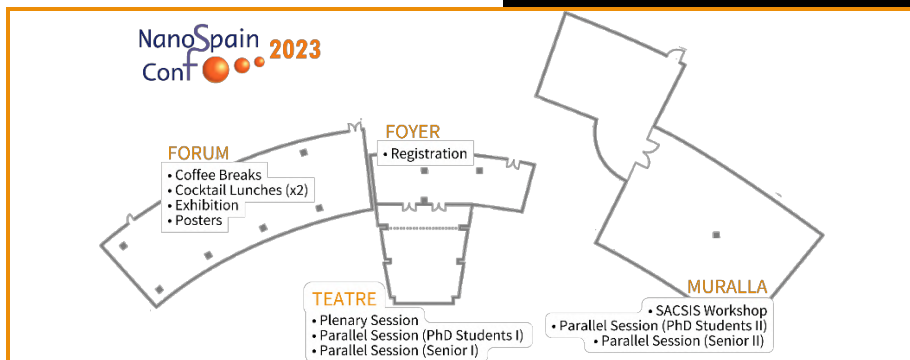 NanoSpain
Conf
2023
FORUM
• Coffee Breaks
• Cocktail Lunches (x2)
• Exhibition
• Posters
FOYER
• Registration
TEATRE
• Plenary Session
• Parallel Session (PhD Students I)
• Parallel Session (Senior I)
MURALLA
• SACSIS Workshop
• Parallel Session (PhD Students II)
• Parallel Session (Senior II)